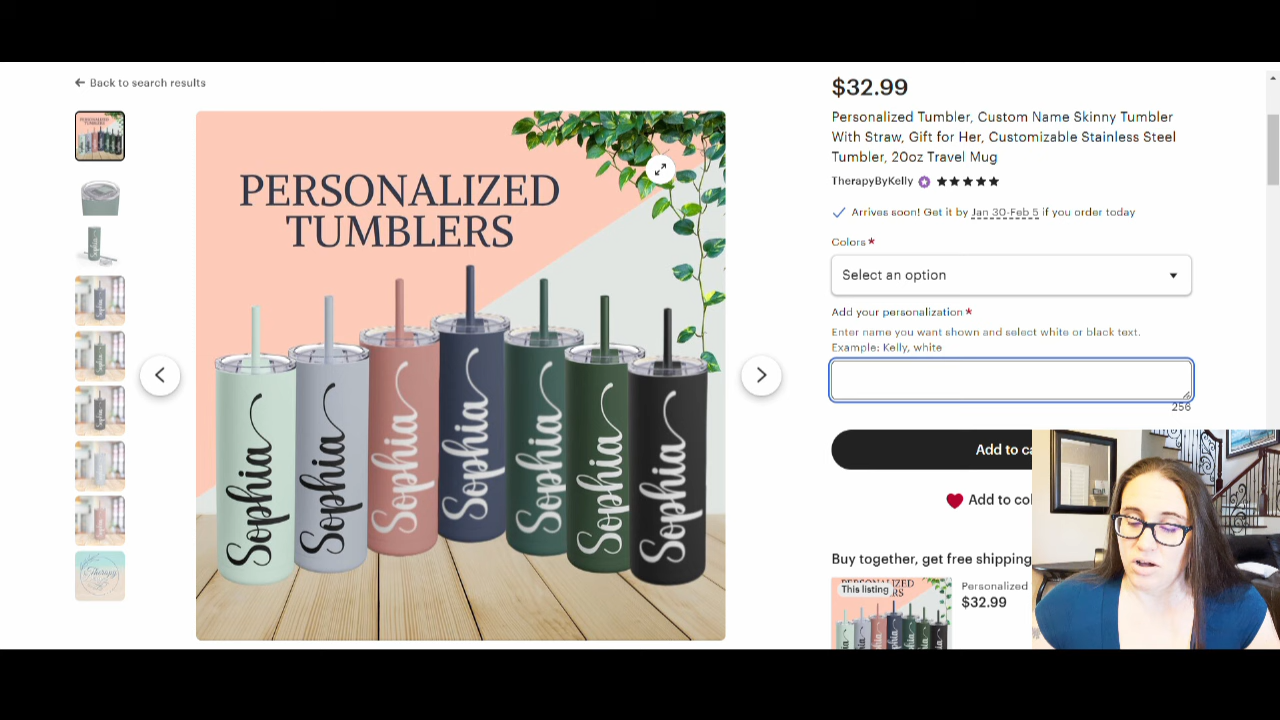 Back to search results
PERSONALIZED
TUMBLERS
Sophia
Sophia
Sophia
Sophia
Sophia
Sophia
Sophia
$32.99
Personalized Tumbler, Custom Name Skinny Tumbler
With Straw, Gift for Her, Customizable Stainless Steel
Tumbler, 20oz Travel Mug
TherapyByKelly
Arrives soon! Get it by Jan 30-Feb 5 if you order today
Colors *
Select an option
Add your personalization *
Enter name you want shown and select white or black text.
Example: Kelly, white
256
Add to ca
Add to col
Buy together, get free shipping
This listing
Personalized
$32.99